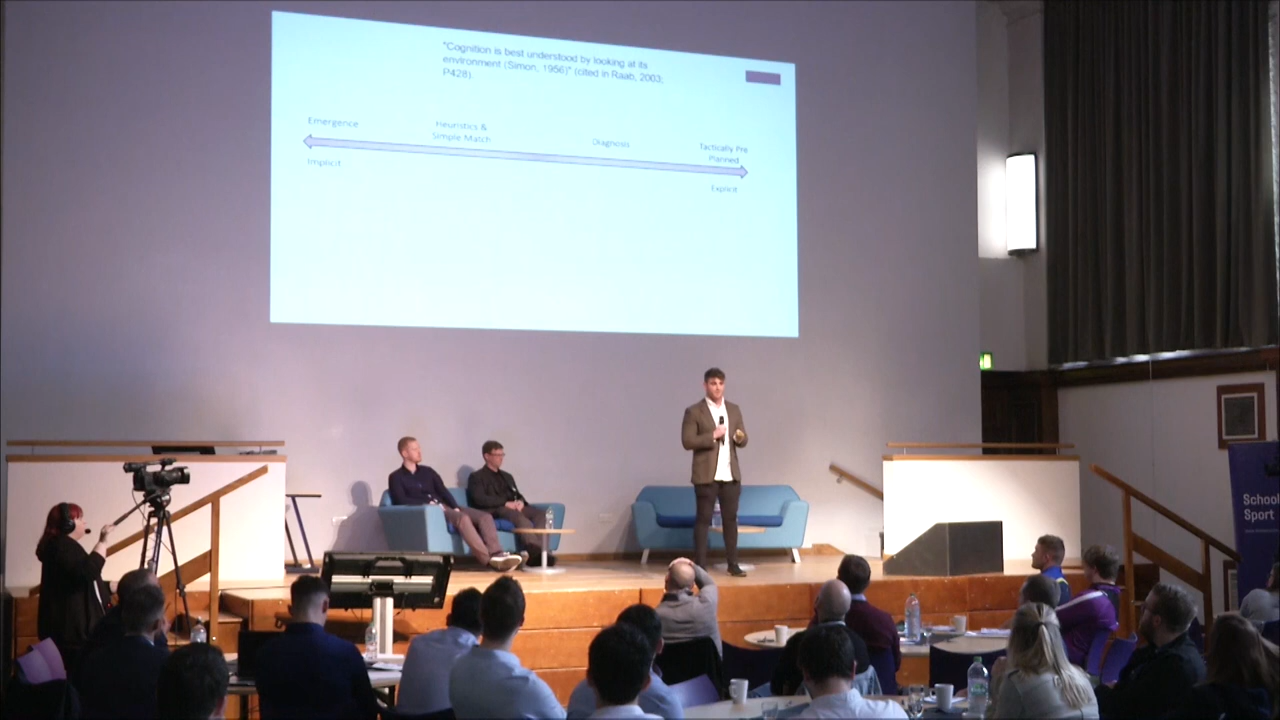 "Cognition is best understood by looking at its
environment (Simon, 1956)" (cited in Raab, 2003;
P428)
Emergence
Heuristics &
Simple Match
Diagnosis
Tactically Pre
Planned
Implicit
Explicit
School
Sport